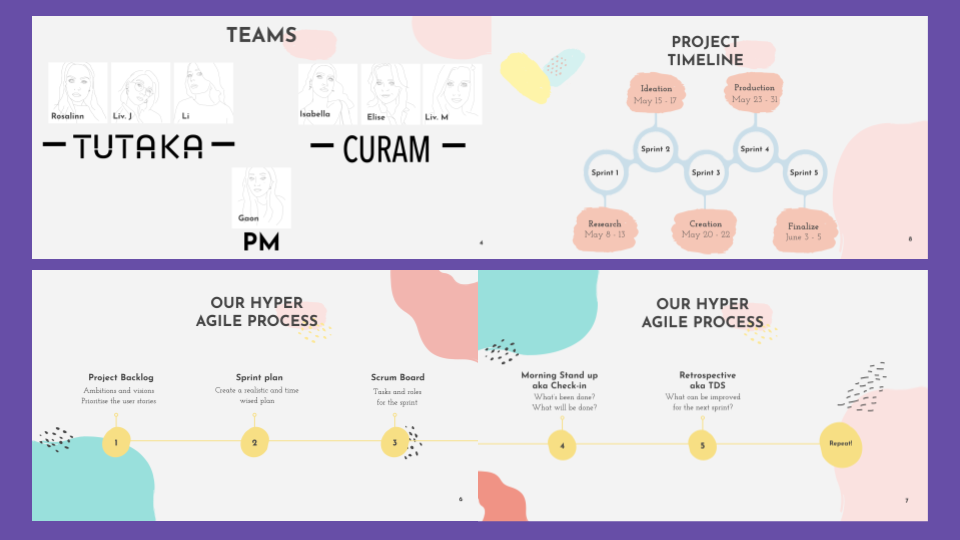 TEAMS
Rosalinn
Liv. J
Li
Isabella
Elise
Liv. M
TUTAKA
CURAM
Gaon
PM
4
PROJECT
TIMELINE
Ideation
May 15 - 17
Production
May 23 - 31
Sprint 1
Sprint 2
Sprint 3
Sprint 4
Sprint 5
Research
May 8 - 13
Creation
May 20 - 22
Finalize
June 3 - 5
8
OUR HYPER
AGILE PROCESS
Project Backlog
Ambitions and visions
Prioritise the user stories
Sprint plan
Create a realistic and time
wised plan
Scrum Board
Tasks and roles
for the sprint
1
2
3
6
OUR HYPER
AGILE PROCESS
Morning Stand up
aka Check-in
What's been done?
What will be done?
Retrospective
aka TDS
What can be improved
for the next sprint?
4
5
Repeat!
7